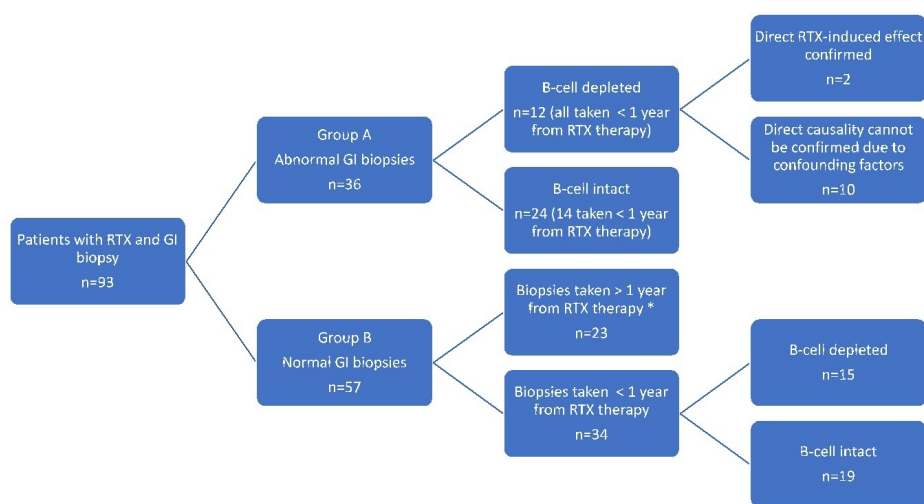 Patients with RTX and GI
biopsy
n=93
Group A
Abnormal GI biopsies
n=36
Group B
Normal GI biopsies
n=57
B-cell depleted
n=12 (all taken < 1 year
from RTX therapy)
B-cell intact
n=24 (14 taken < 1 year
from RTX therapy)
Biopsies taken > 1 year
from RTX therapy *
n=23
Biopsies taken < 1 year
from RTX therapy
n=34
Direct RTX-induced effect
confirmed
n=2
Direct causality cannot
be confirmed due to
confounding factors
n=10
B-cell depleted
n=15
B-cell intact
n=19